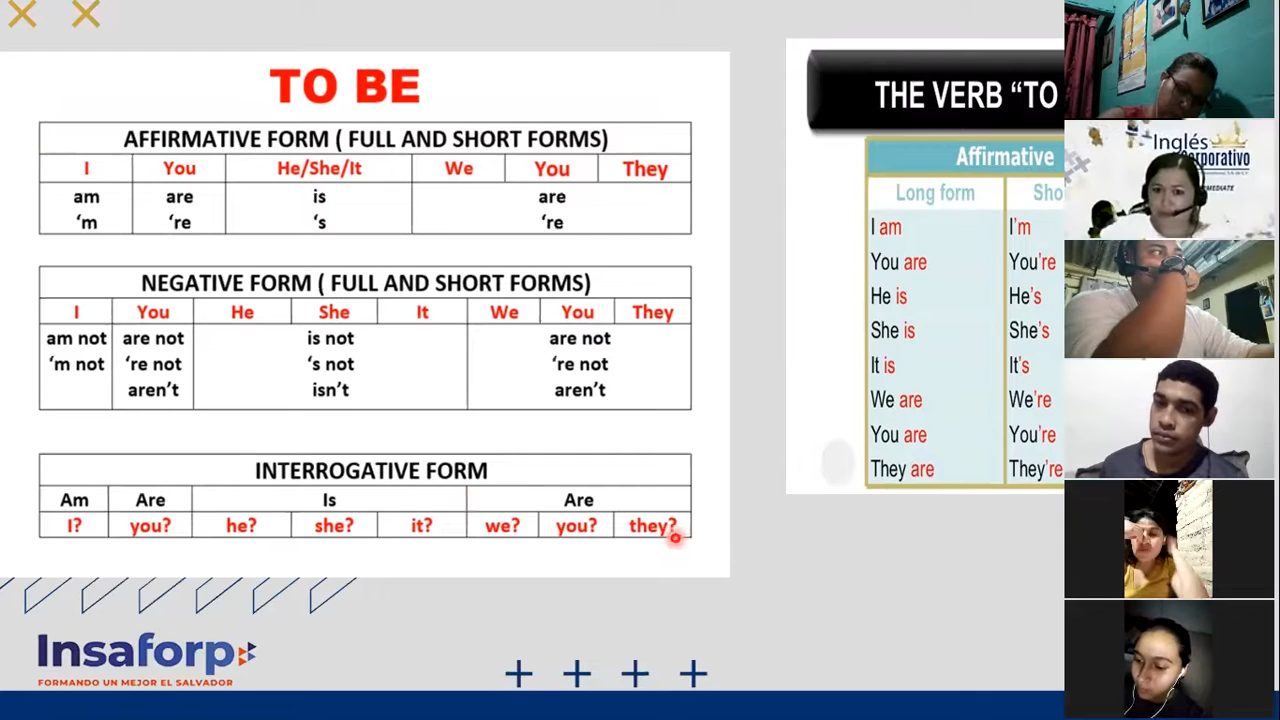 TO BE
AFFIRMATIVE FORM ( FULL AND SHORT FORMS)
I You He/She/It We You They
am are is are
‘m ‘re ‘s ‘re
NEGATIVE FORM ( FULL AND SHORT FORMS)
I You He She It We You They
am not are not is not are not
‘m not ‘re not ‘s not ‘re not
aren’t isn’t aren’t
INTERROGATIVE FORM
Am Are Is Are
I? you? he? she? it? we? you? they?
Insaforp
FORMANDO UN MEJOR EL SALVADOR
THE VERB “TO
Affirmative
Long form Sho
I am I’m
You are You’re
He is He’s
She is She’s
It is It’s
We are We’re
You are You’re
They are They’re
Inglés
orporativo